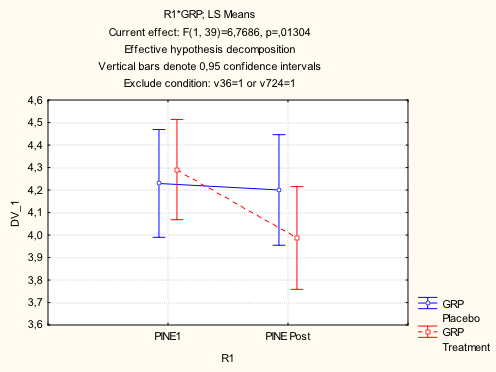 R1*GRP; LS Means
Current effect: F(1, 39)=6,7686, p=,01304
Effective hypothesis decomposition
Vertical bars denote 0,95 confidence intervals
Exclude condition: v36=1 or v724=1
4,6
4,5
4,4
4,3
4,2
4,1
4,0
3,9
3,8
3,7
3,6
DV_1
PINE1 PINE Post
R1
GRP
Placebo
GRP
Treatment